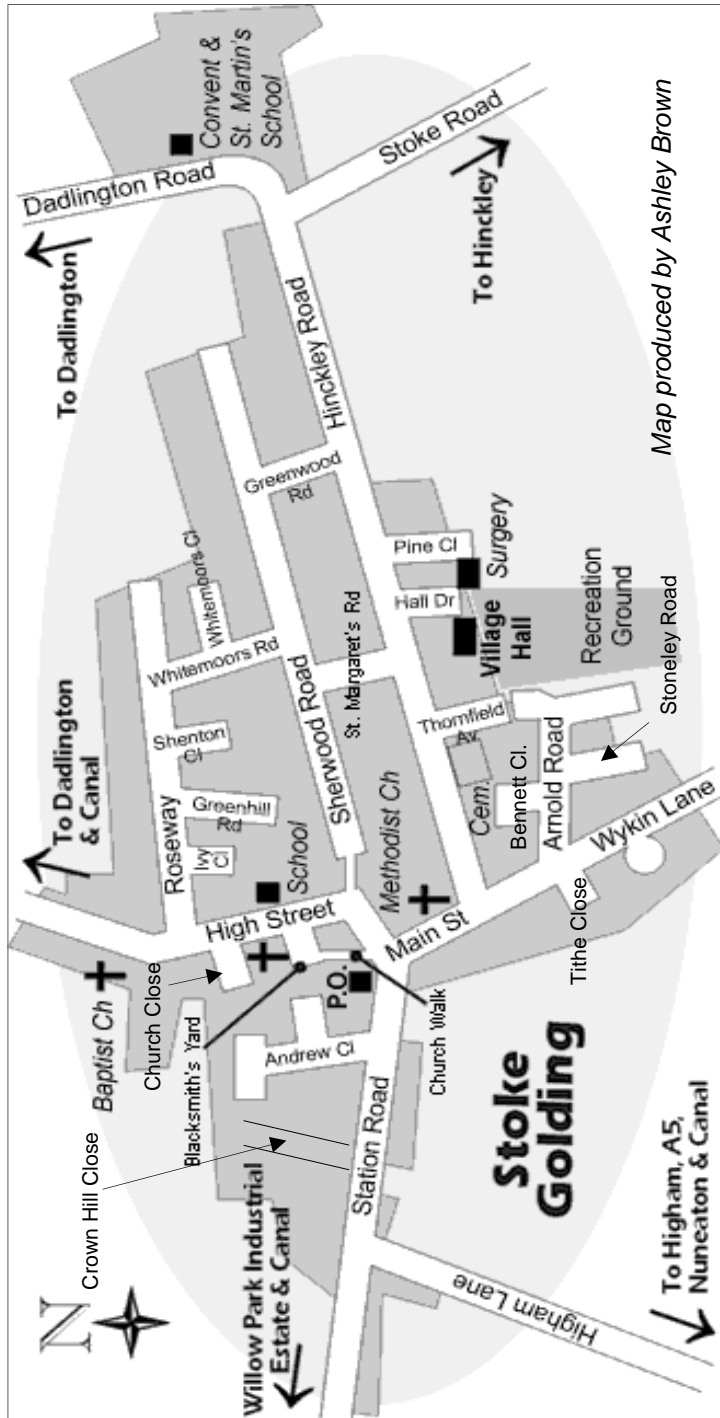 N
Crown Hill Close
Blacksmith's Yard
Church Close
Baptist Ch
To Dadlington
& Canal
To Dadlington
Dadlington Road
Convent &
St. Martin's
School
Willow Park Industrial
Estate & Canal
Station Road
Andrew Cl
P.O.
Church Walk
High Street
School
Roseway
Ivy
Cl
Greenhill
Rd
Shenton
Cl
Whitemoors Rd
Whitemoors Cl
Sherwood Road
St. Margaret's Rd
Greenwood
Rd
Hinckley Road
Stoke Road
To Hinckley
Methodist Ch
Main St
Cem.
Thornfield
Av
Hall Dr
Pine Cl
Surgery
Village
Hall
Recreation
Ground
Bennett Cl.
Arnold Road
Stoneley Road
Wykin Lane
Tithe Close
Stoke
Golding
Higham Lane
To Higham, A5,
Nuneaton & Canal
Map produced by Ashley Brown